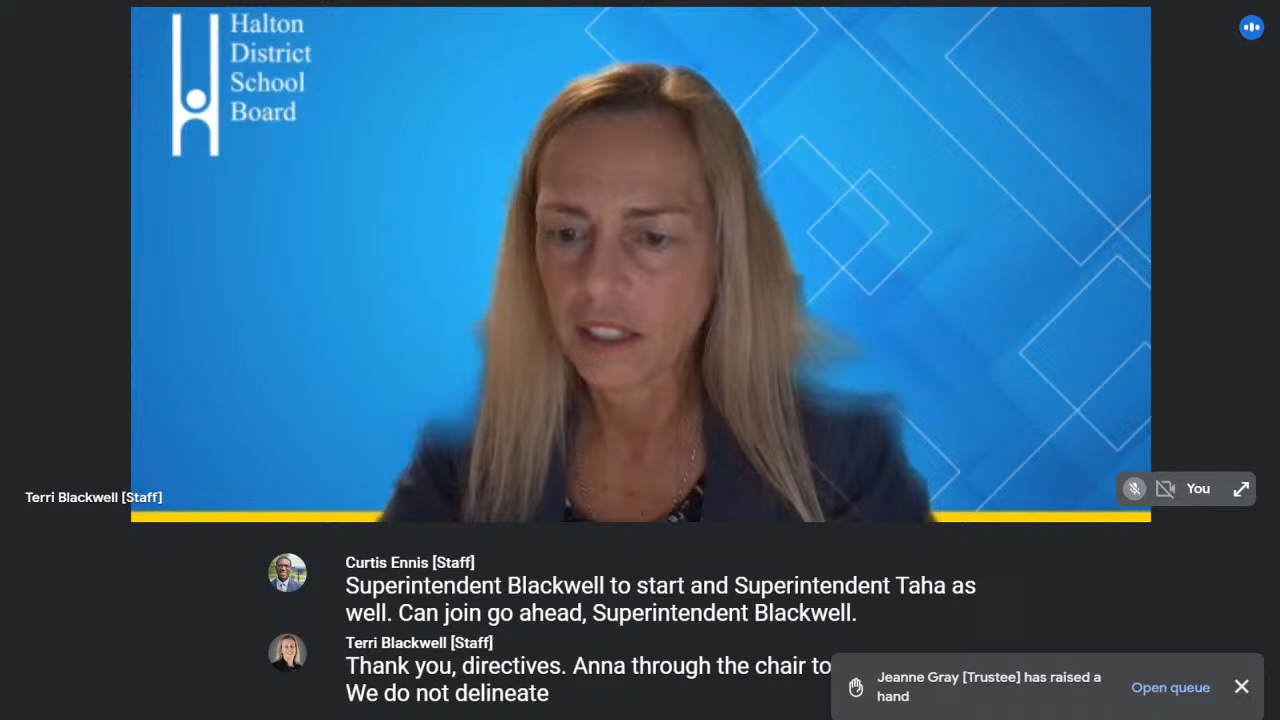 Halton
District
School
Board
Terri Blackwell [Staff]
You
Curtis Ennis [Staff]
Superintendent Blackwell to start and Superintendent Taha as
well. Can join go ahead, Superintendent Blackwell.
Terri Blackwell [Staff]
Thank you, directives. Anna through the chair to
We do not delineate
Jeanne Gray [Trustee] has raised a
hand
Open queue